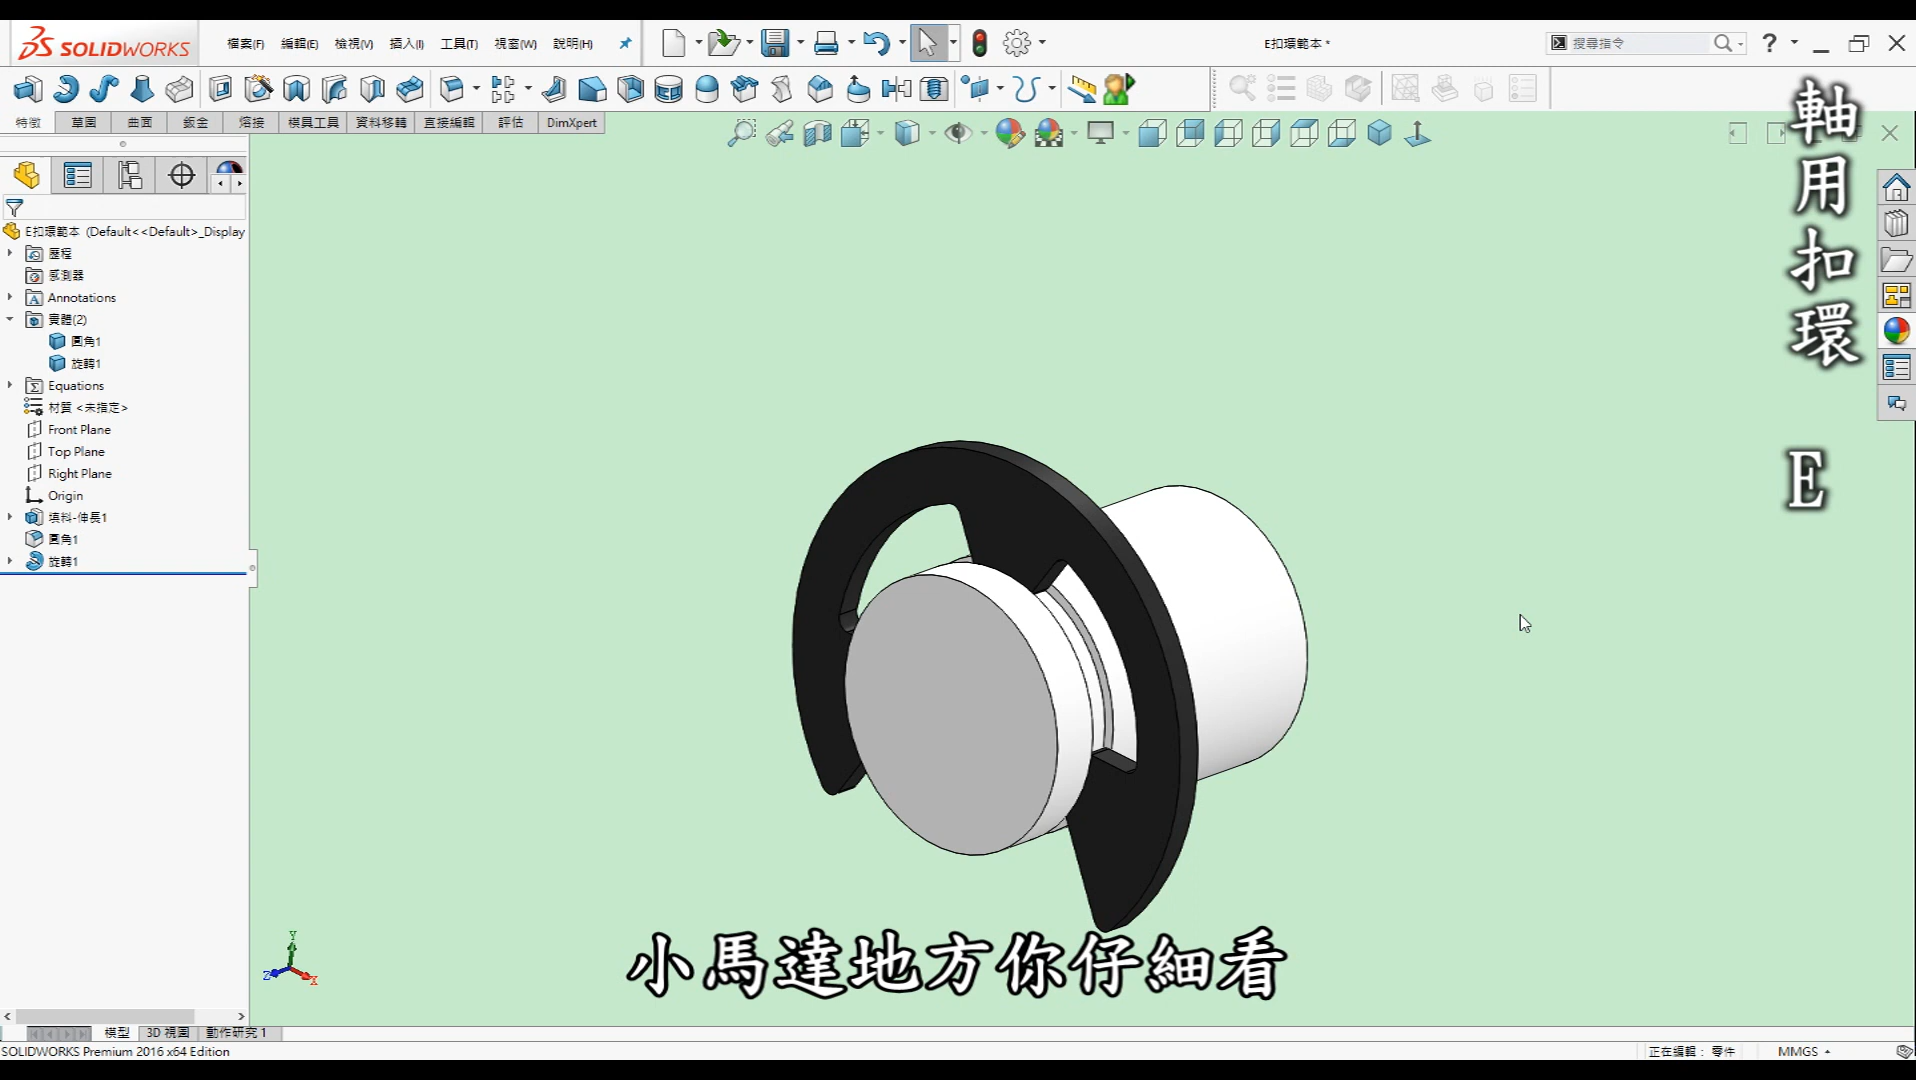 SOLIDWORKS
檔案(F) 編輯(E) 檢視(V) 插入(I) 工具(T) 視窗(W) 說明(H)
E扣環範本 *
搜尋指令
特徵 草圖 曲面 鈑金 熔接 模具工具 資料移轉 直接編輯 評估 DimXpert
E扣環範本 (Default<<Default>_Display
歷程
感測器
Annotations
實體(2)
圓角1
旋轉1
Equations
材質 <未指定>
Front Plane
Top Plane
Right Plane
Origin
填料-伸長1
圓角1
旋轉1
軸用扣環 E
Y
Z
X
小馬達地方你仔細看
模型 3D 視圖 動作研究 1
SOLIDWORKS Premium 2016 x64 Edition
正在編輯： 零件
MMGS